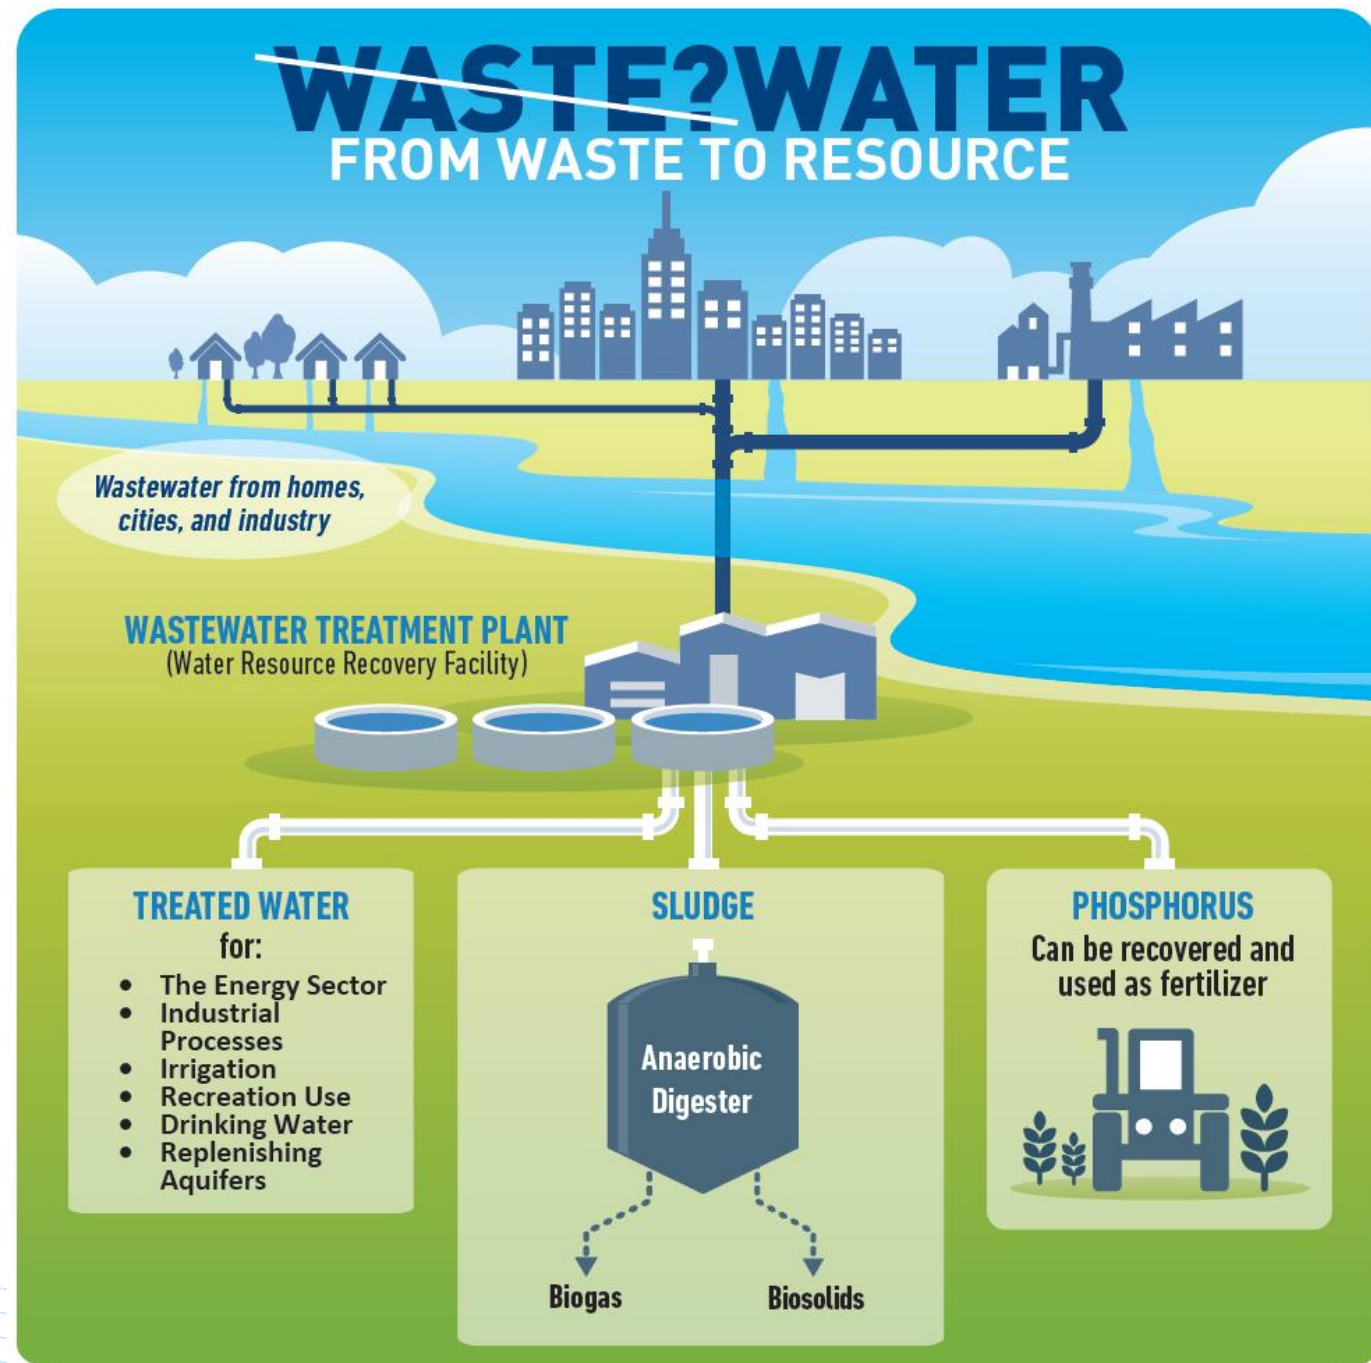 WASTE?WATER
FROM WASTE TO RESOURCE
Wastewater from homes,
cities, and industry
WASTEWATER TREATMENT PLANT
(Water Resource Recovery Facility)
TREATED WATER
for:
• The Energy Sector
• Industrial
Processes
• Irrigation
• Recreation Use
• Drinking Water
• Replenishing
Aquifers
SLUDGE
Anaerobic
Digester
Biogas
Biosolids
PHOSPHORUS
Can be recovered and
used as fertilizer